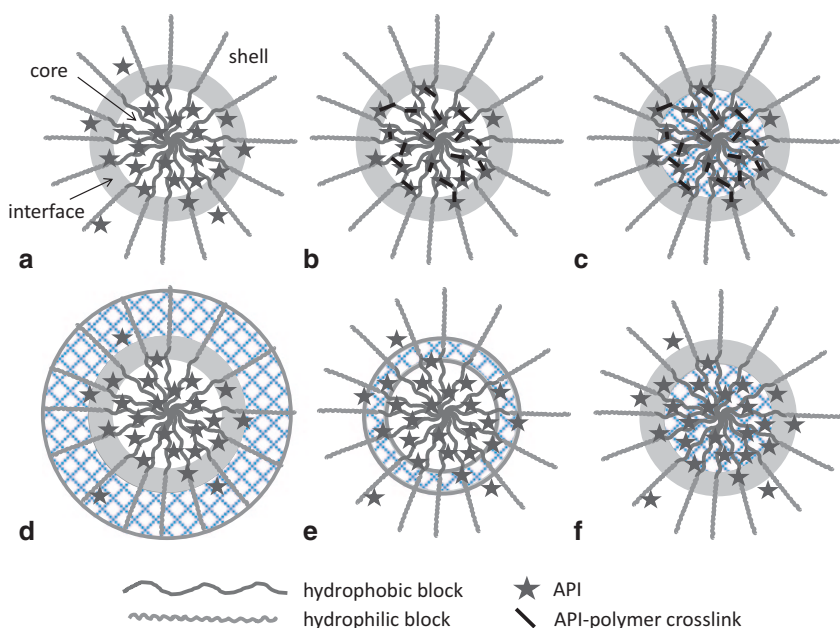 core
shell
interface
a
b
c
d
e
f
hydrophobic block
API
hydrophilic block
API-polymer crosslink